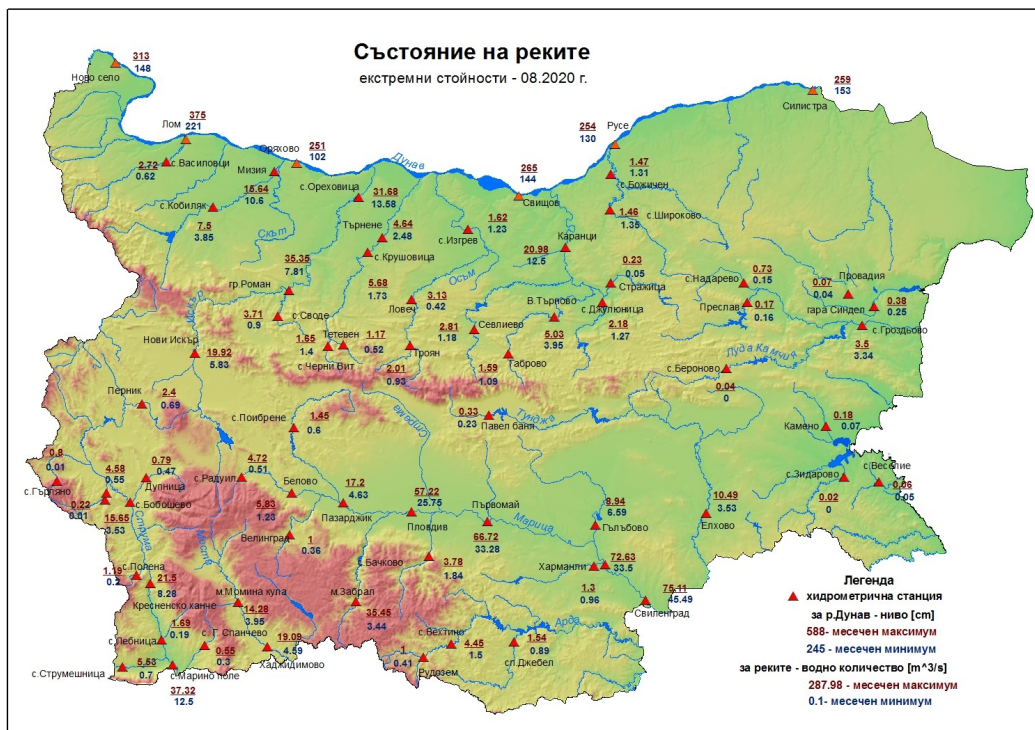 Състояние на реките
екстремни стойности - 08.2020 г.
313
148
Ново село
375
221
Лом
2.72
0.62
с.Василовци
251
102
Оряхово
Мизия
15.64
10.6
с.Кобиляк
7.5
3.85
Скът
с.Ореховица
31.68
13.58
Дунав
265
144
Свищов
254
130
Русе
259
153
Силистра
1.47
1.31
с.Божичен
1.46
1.35
с.Широково
Търнене
4.64
2.48
с.Крушовица
5.68
1.73
1.62
1.23
с.Изгрев
Каранци
20.98
12.5
0.23
0.05
Стражица
с.Надарево
0.73
0.15
Преслав
0.17
0.16
Провадия
0.07
0.04
гара Синдел
0.38
0.25
с.Гроздьово
3.5
3.34
35.35
7.81
гр.Роман
Искър
3.71
0.9
с.Своде
Осъм
Ловеч
3.13
0.42
В.Търново
5.03
3.95
с.Джулюница
2.18
1.27
Севлиево
2.81
1.18
Нови Искър
19.92
5.83
Тетевен
1.65
1.4
с.Черни Вит
1.17
0.52
Троян
2.01
0.93
1.59
1.09
Луда Камчия
с.Бероново
0.04
0
Перник
2.4
0.69
с.Поибрене
1.45
0.6
Стряма
0.33
0.23
Павел баня
Тунджа
0.18
0.07
Камено
с.Зидарово
0.02
0
с.Веселие
0.06
0.05
0.8
0.01
с.Гърляно
0.22
0.01
4.58
0.55
0.79
0.47
Дупница
с.Бобошево
15.65
3.53
с.Радуил
4.72
0.51
Белово
5.83
1.23
17.2
4.63
Пазарджик
57.22
25.75
Пловдив
Първомай
66.72
33.28
Марица
8.94
6.59
Гълъбово
10.49
3.53
Елхово
Велинград
1
0.36
Струма
Места
с.Полена
1.19
21.5
8.28
Кресненско ханче
м.Момина кула
14.28
3.95
с.Бачково
3.78
1.84
м.Забрал
35.45
3.44
Харманли
1.3
0.96
72.63
33.5
75.11
45.49
Свиленград
1.69
0.19
с.Лебница
с. Г. Спанчево
0.55
0.3
19.09
4.59
Хаджидимово
с.Струмешница
5.53
0.7
с.Марино поле
37.32
12.5
с.Вехтино
4.45
1.5
1
0.41
Рудозем
Арда
1.54
0.89
сп.Джебел
Легенда
хидрометрична станция
за р.Дунав - ниво [cm]
588- месечен максимум
245 - месечен минимум
за реките - водно количество [m^3/s]
287.98 - месечен максимум
0.1- месечен минимум